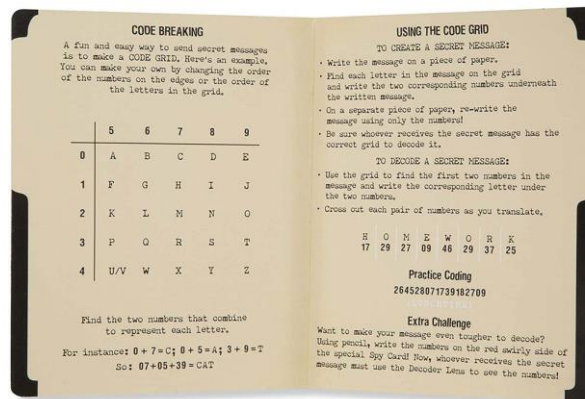 CODE BREAKING
A fun and easy way to send secret messages
is to make a CODE GRID. Here's an example.
You can make your own by changing the order
of the numbers on the edges or the order of
the letters in the grid.
5 6 7 8 9
0 A B C D E
1 F G H I J
2 K L M N O
3 P Q R S T
4 U/V W X Y Z
Find the two numbers that combine
to represent each letter.
For instance: 0 + 7 = C; 0 + 5 = A; 3 + 9 = T
So: 07+05+39 = CAT
USING THE CODE GRID
TO CREATE A SECRET MESSAGE:
· Write the message on a piece of paper.
· Find each letter in the message on the grid
and write the two corresponding numbers underneath
the written message.
· On a separate piece of paper, re-write the
message using only the numbers!
· Be sure whoever receives the secret message has the
correct grid to decode it.
TO DECODE A SECRET MESSAGE:
· Use the grid to find the first two numbers in the
message and write the corresponding letter under
the two numbers.
· Cross out each pair of numbers as you translate.
H O M E W O R K
17 29 27 09 46 29 37 25
Practice Coding
264528071739182709
Extra Challenge
Want to make your message even tougher to decode?
Using pencil, write the numbers on the red swirly side of
the special Spy Card! Now, whoever receives the secret
message must use the Decoder Lens to see the numbers!